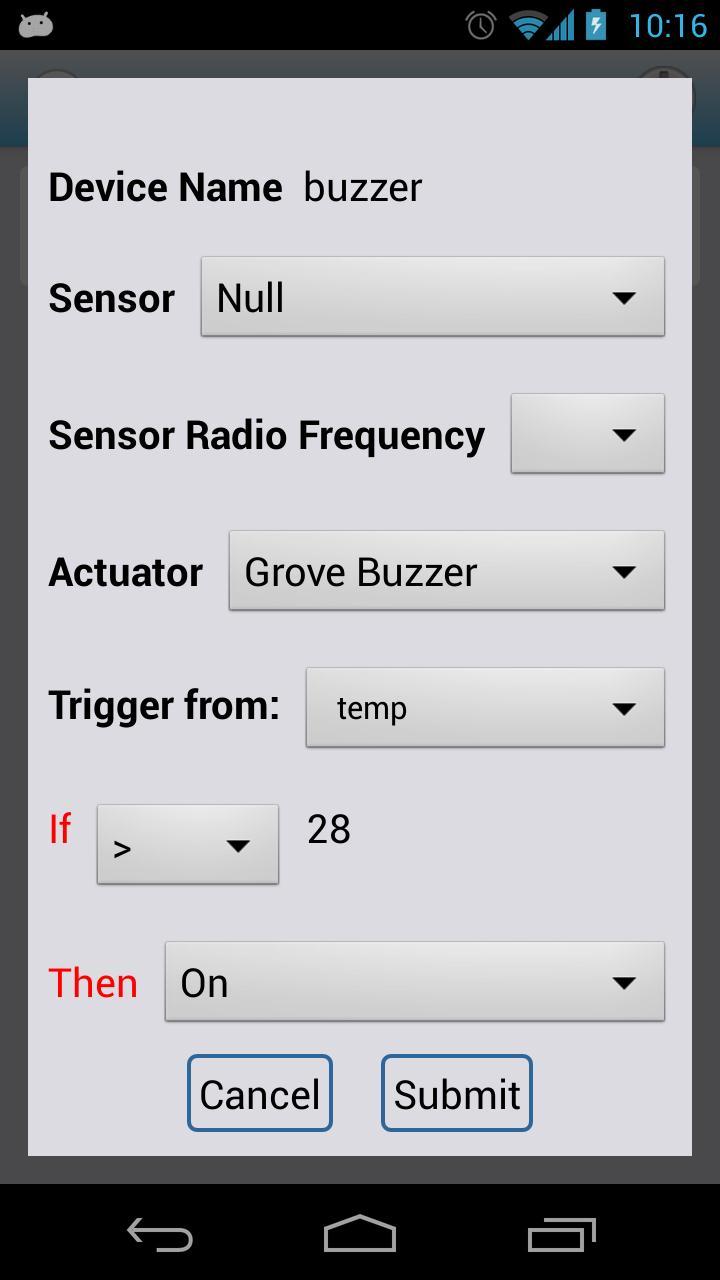 10:16
Device Name buzzer
Sensor Null
Sensor Radio Frequency
Actuator Grove Buzzer
Trigger from: temp
If > 28
Then On
Cancel Submit